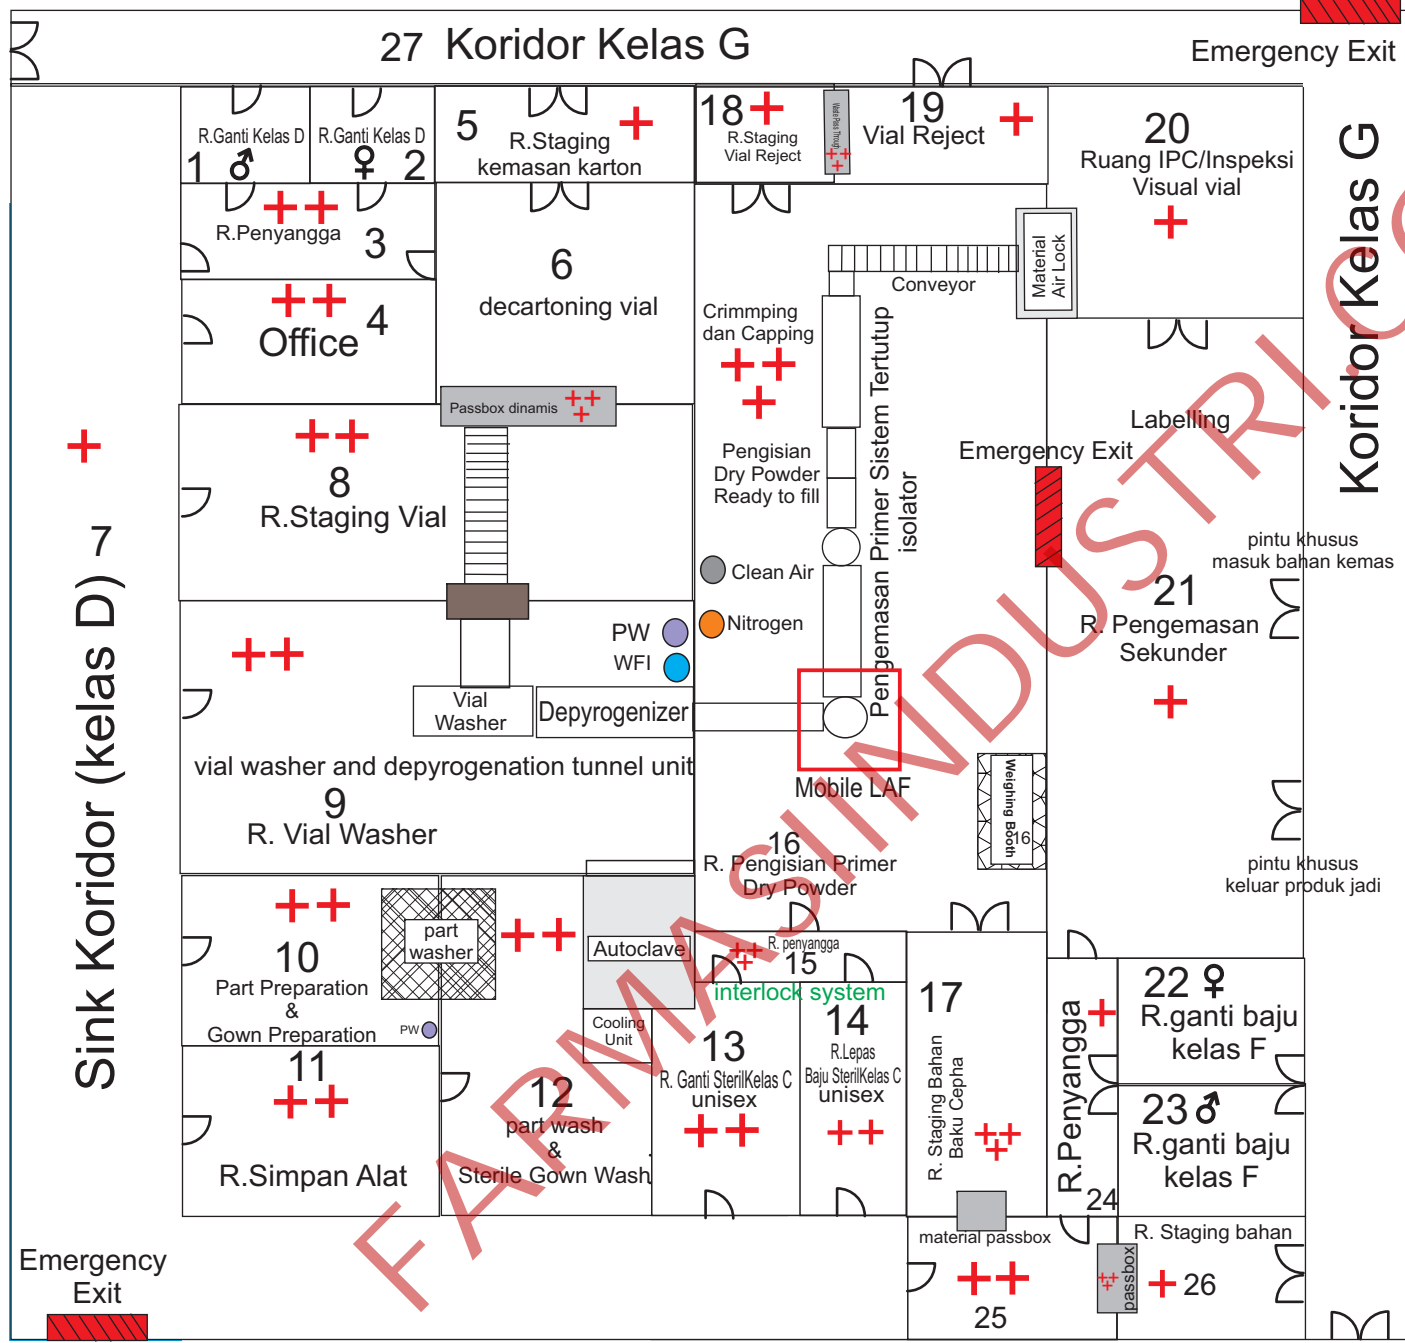 27 Koridor Kelas G
Emergency Exit
R.Ganti Kelas D
1 ♂
R.Ganti Kelas D
♀ 2
5
R.Staging
kemasan karton
18
R.Staging
Vial Reject
Waste Pass Through
19
Vial Reject
20
Ruang IPC/Inspeksi
Visual vial
Koridor Kelas G
R.Penyangga
3
6
decartoning vial
Material
Air Lock
Conveyor
Office 4
Crimmping
dan Capping
Pengemasan Primer Sistem Tertutup
isolator
Passbox dinamis
Labelling
Emergency Exit
Pengisian
Dry Powder
Ready to fill
8
R.Staging Vial
Sink Koridor (kelas D) 7
pintu khusus
masuk bahan kemas
Clean Air
Nitrogen
21
R. Pengemasan
Sekunder
PW
WFI
Vial
Washer
Depyrogenizer
vial washer and depyrogenation tunnel unit
9
R. Vial Washer
Mobile LAF
Weighing Booth
16
16
R. Pengisian Primer
Dry Powder
pintu khusus
keluar produk jadi
10
Part Preparation
&
Gown Preparation
part
washer
PW
Autoclave
Cooling
Unit
R. penyangga
15
interlock system
17
R. Staging Bahan
Baku Cepha
R.Penyangga
24
22 ♀
R.ganti baju
kelas F
11
R.Simpan Alat
12
part wash
&
Sterile Gown Wash
13
R. Ganti SterilKelas C
unisex
14
R.Lepas
Baju SterilKelas C
unisex
23 ♂
R.ganti baju
kelas F
material passbox
25
passbox
R. Staging bahan
26
Emergency
Exit
FARMASIINDUSTRI.C